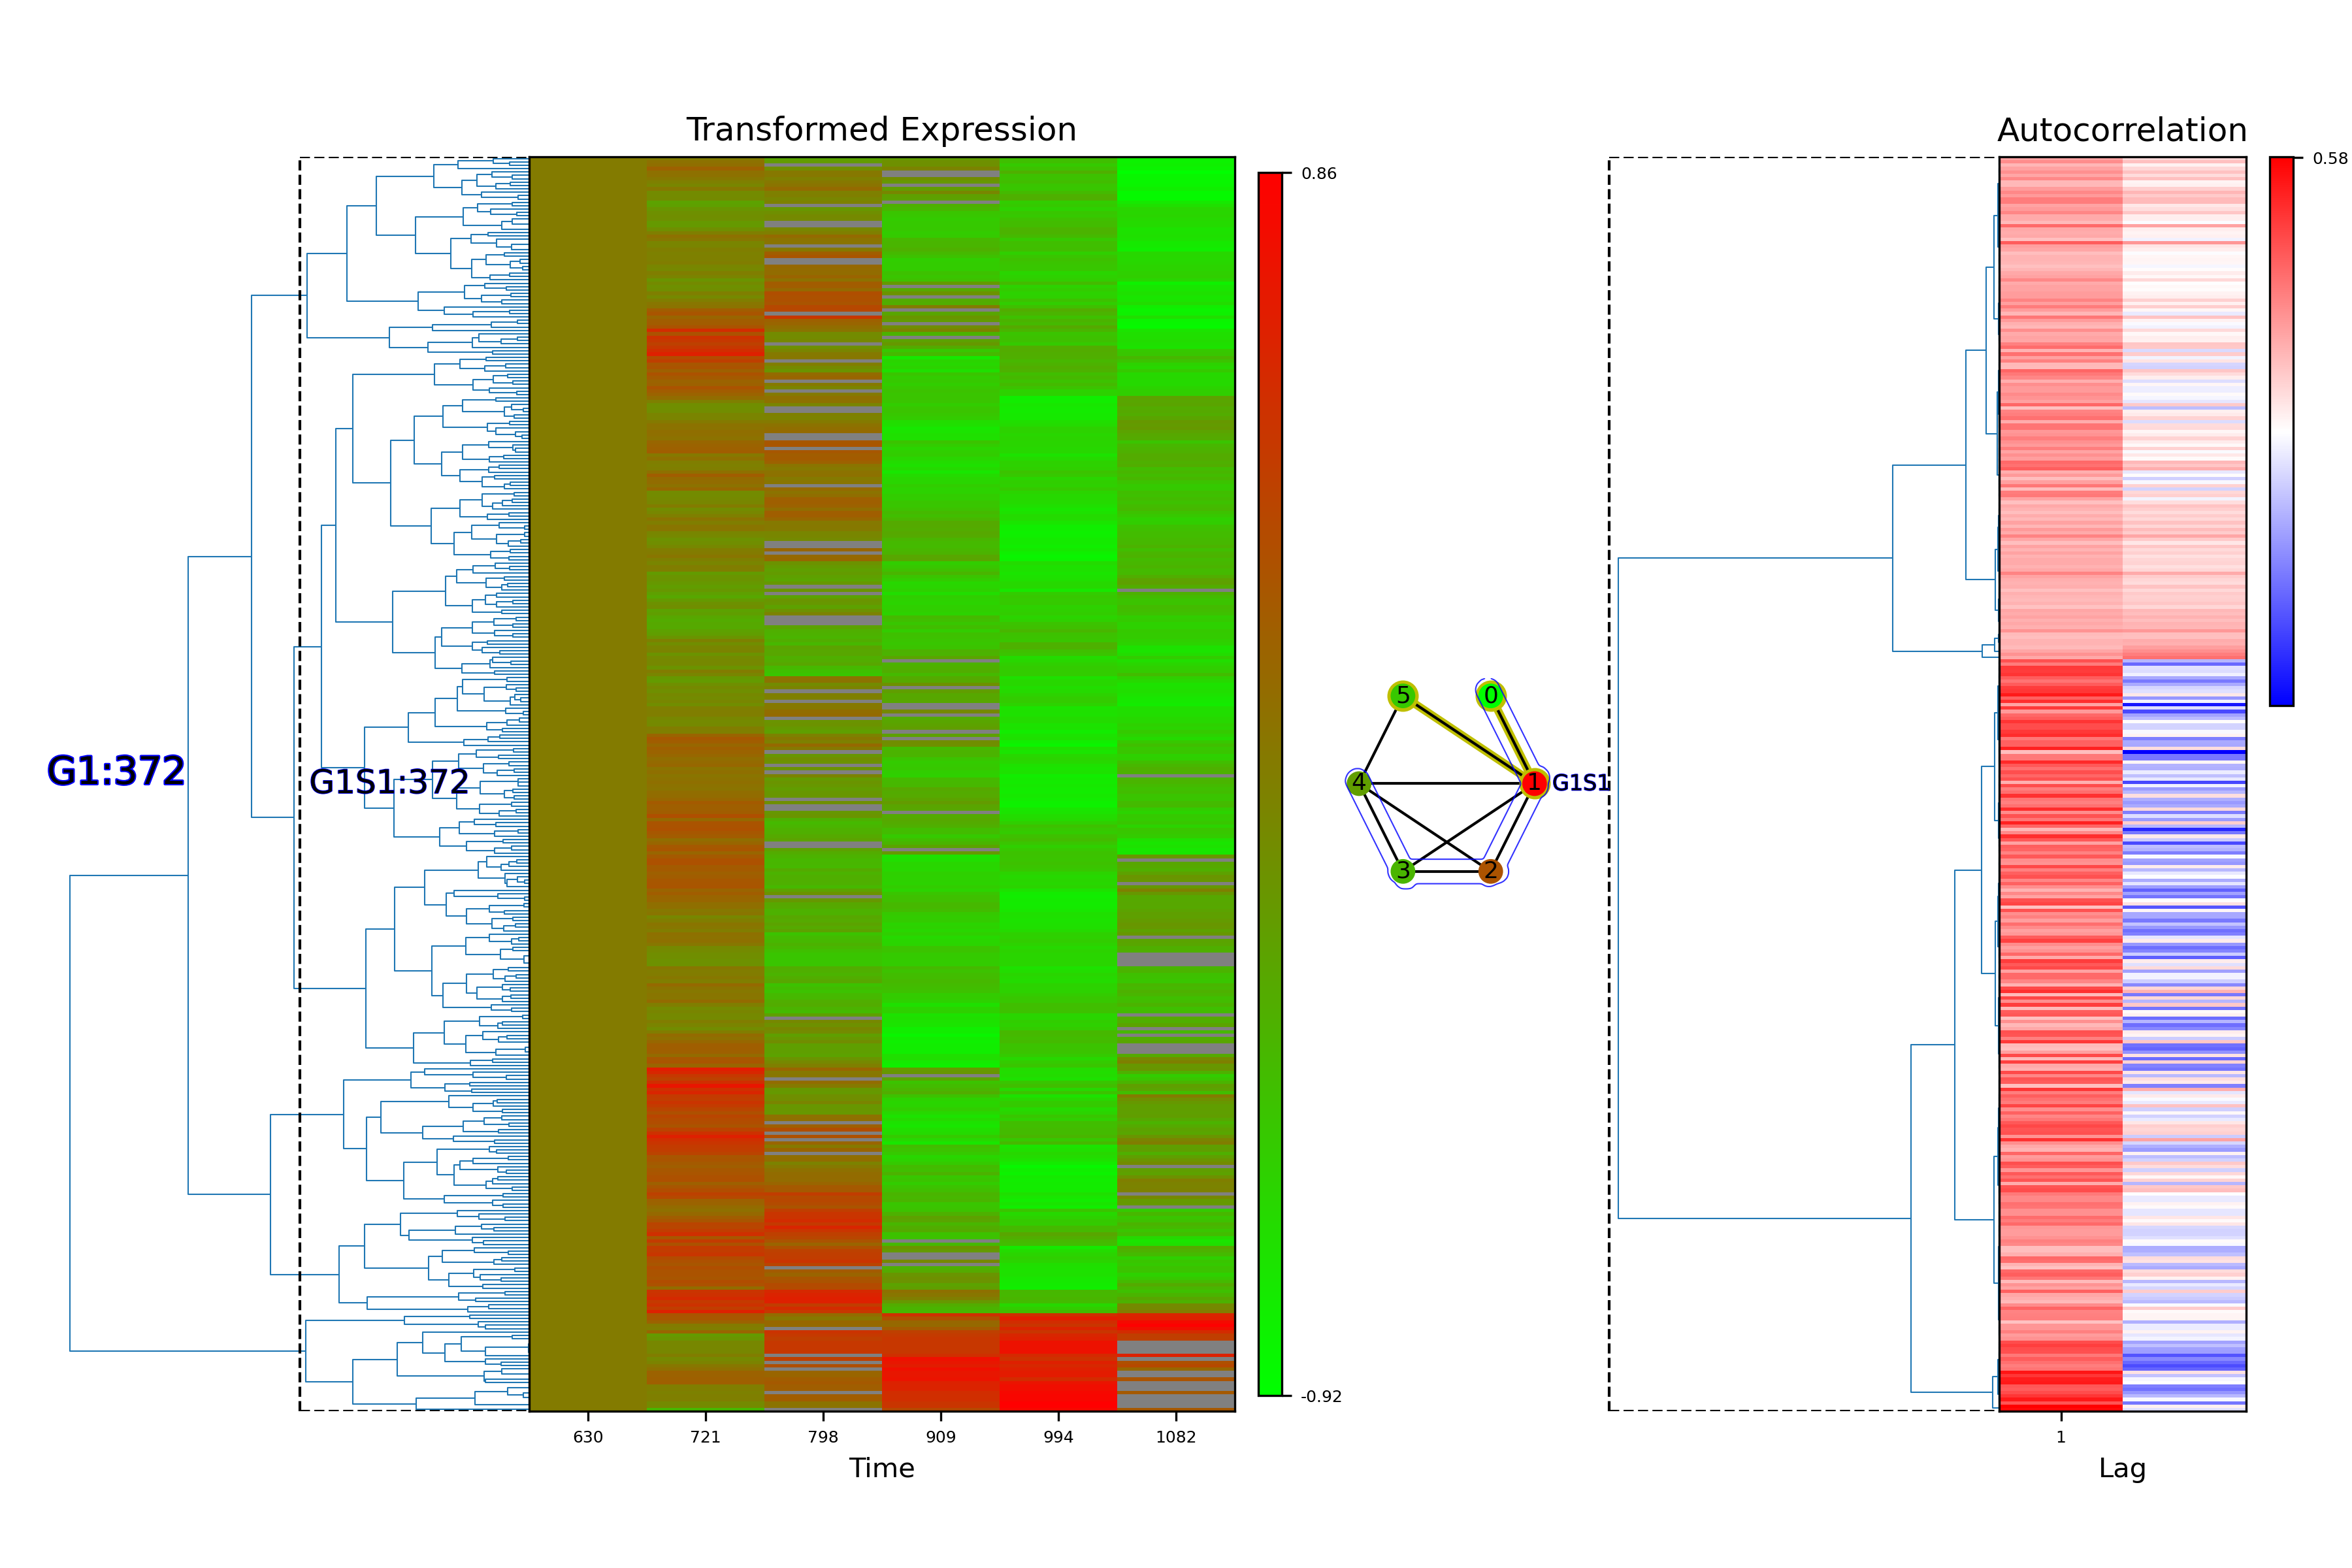 Transformed Expression
Autocorrelation
0.86
0.58
5
0
G1:372
G1S1:372
4
1
G1S1
3
2
-0.92
630
721
798
909
994
1082
1
Time
Lag